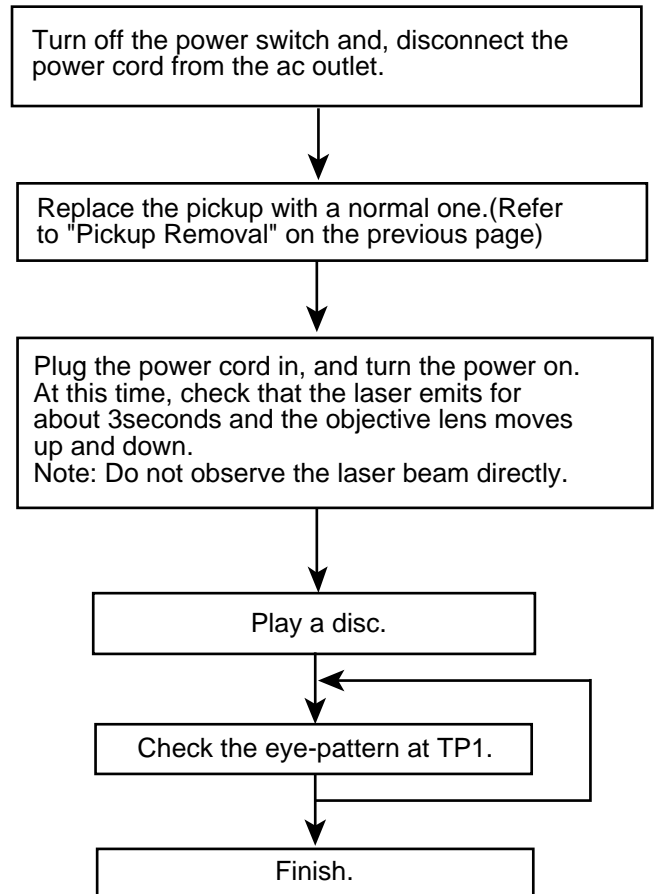 Turn off the power switch and, disconnect the
power cord from the ac outlet.
Replace the pickup with a normal one.(Refer
to "Pickup Removal" on the previous page)
Plug the power cord in, and turn the power on.
At this time, check that the laser emits for
about 3seconds and the objective lens moves
up and down.
Note: Do not observe the laser beam directly.
Play a disc.
Check the eye-pattern at TP1.
Finish.